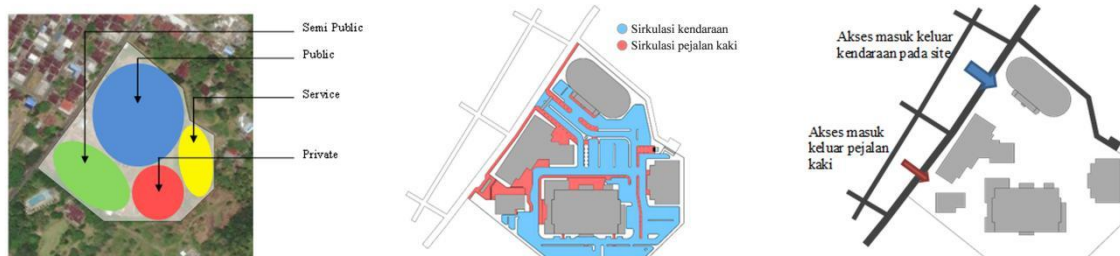 Semi Public
Public
Service
Private
Sirkulasi kendaraan
Sirkulasi pejalan kaki
Akses masuk keluar
kendaraan pada site
Akses masuk
keluar pejalan
kaki